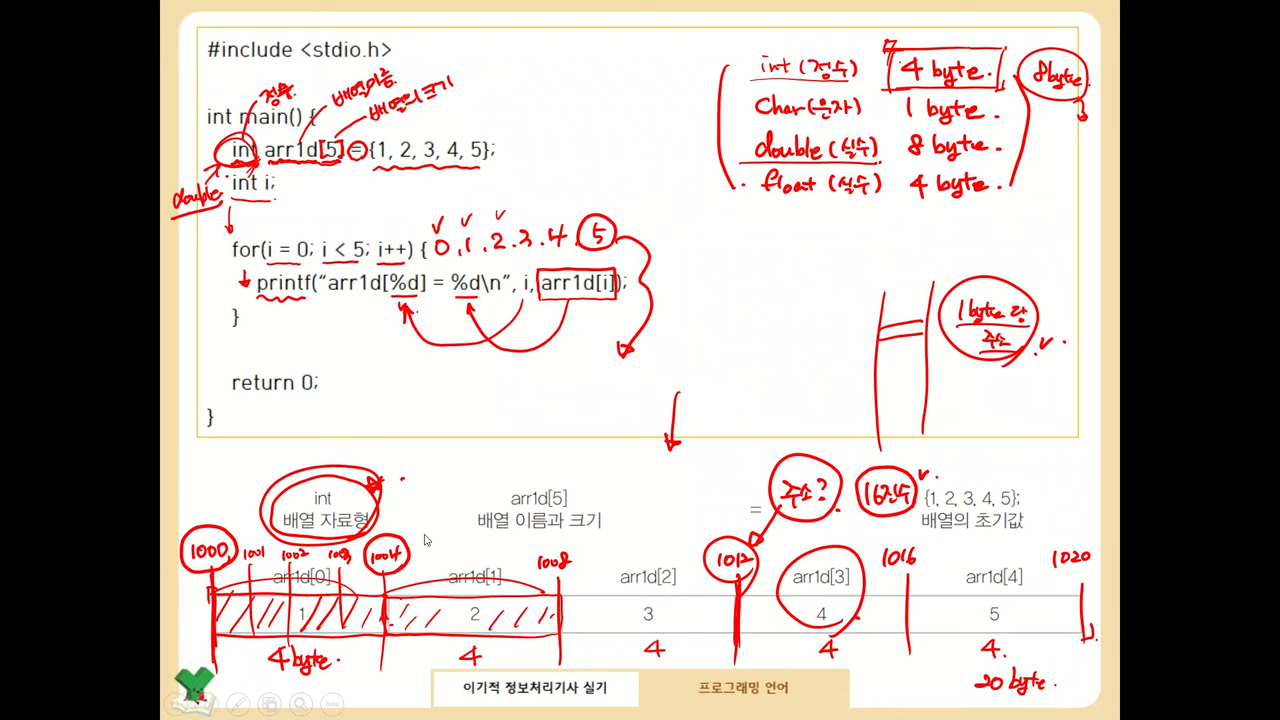 #include <stdio.h>
int (정수) 4 byte.
8 byte
Char (문자) 1 byte.
double (실수) 8 byte.
float (실수) 4 byte.
정수.
배열이름.
배열의 크기
int main() {
int arr1d[5] = {1, 2, 3, 4, 5};
double
int i;
0, 1, 2. 3. 4. 5
for(i = 0; i < 5; i++) {
printf(“arr1d[%d] = %d\n”, i, arr1d[i]);
}
return 0;
}
1 byte 당
주소
int arr1d[5] = {1, 2, 3, 4, 5};
배열 자료형 배열 이름과 크기 배열의 초기값
주소? 16진수
1000 1001 1002 1003 1004 1008 1012 1016 1020
arr1d[0] arr1d[1] arr1d[2] arr1d[3] arr1d[4]
1 2 3 4 5
4 byte. 4 4 4 4.
20 byte.
이기적 정보처리기사 실기 프로그래밍 언어